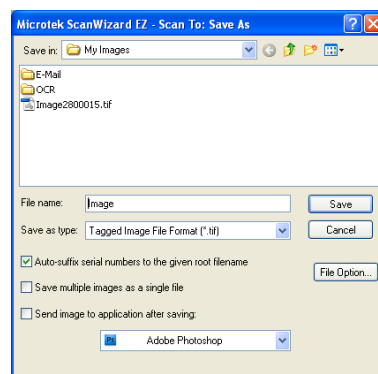 Microtek ScanWizard EZ - Scan To: Save As
Save in: My Images
E-Mail
OCR
Image2800015.tif
File name: Image Save
Save as type: Tagged Image File Format (*.tif) Cancel
Auto-suffix serial numbers to the given root filename
File Option...
Save multiple images as a single file
Send image to application after saving:
Ps Adobe Photoshop